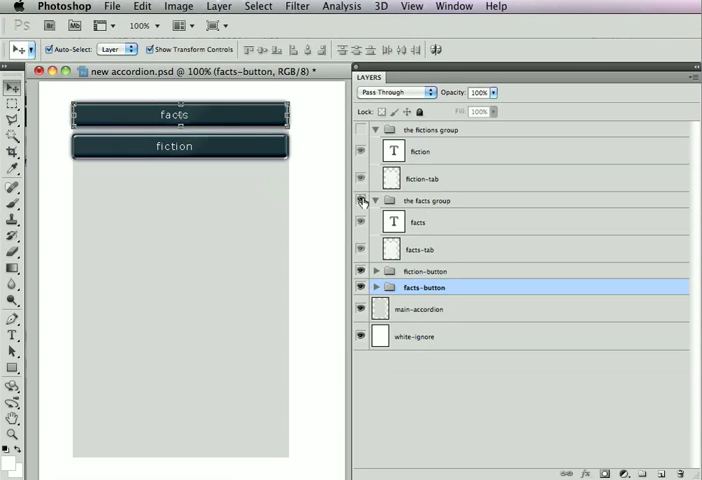 Photoshop File Edit Image Layer Select Filter Analysis 3D View Window Help
Ps Br Mb 100%
Auto-Select: Layer Show Transform Controls
new accordion.psd @ 100% (facts-button, RGB/8) *
LAYERS
Pass Through Opacity: 100%
Lock: Fill: 100%
the fictions group
T fiction
fiction-tab
the facts group
T facts
facts-tab
fiction-button
facts-button
main-accordion
white-ignore
facts
fiction
T
fx